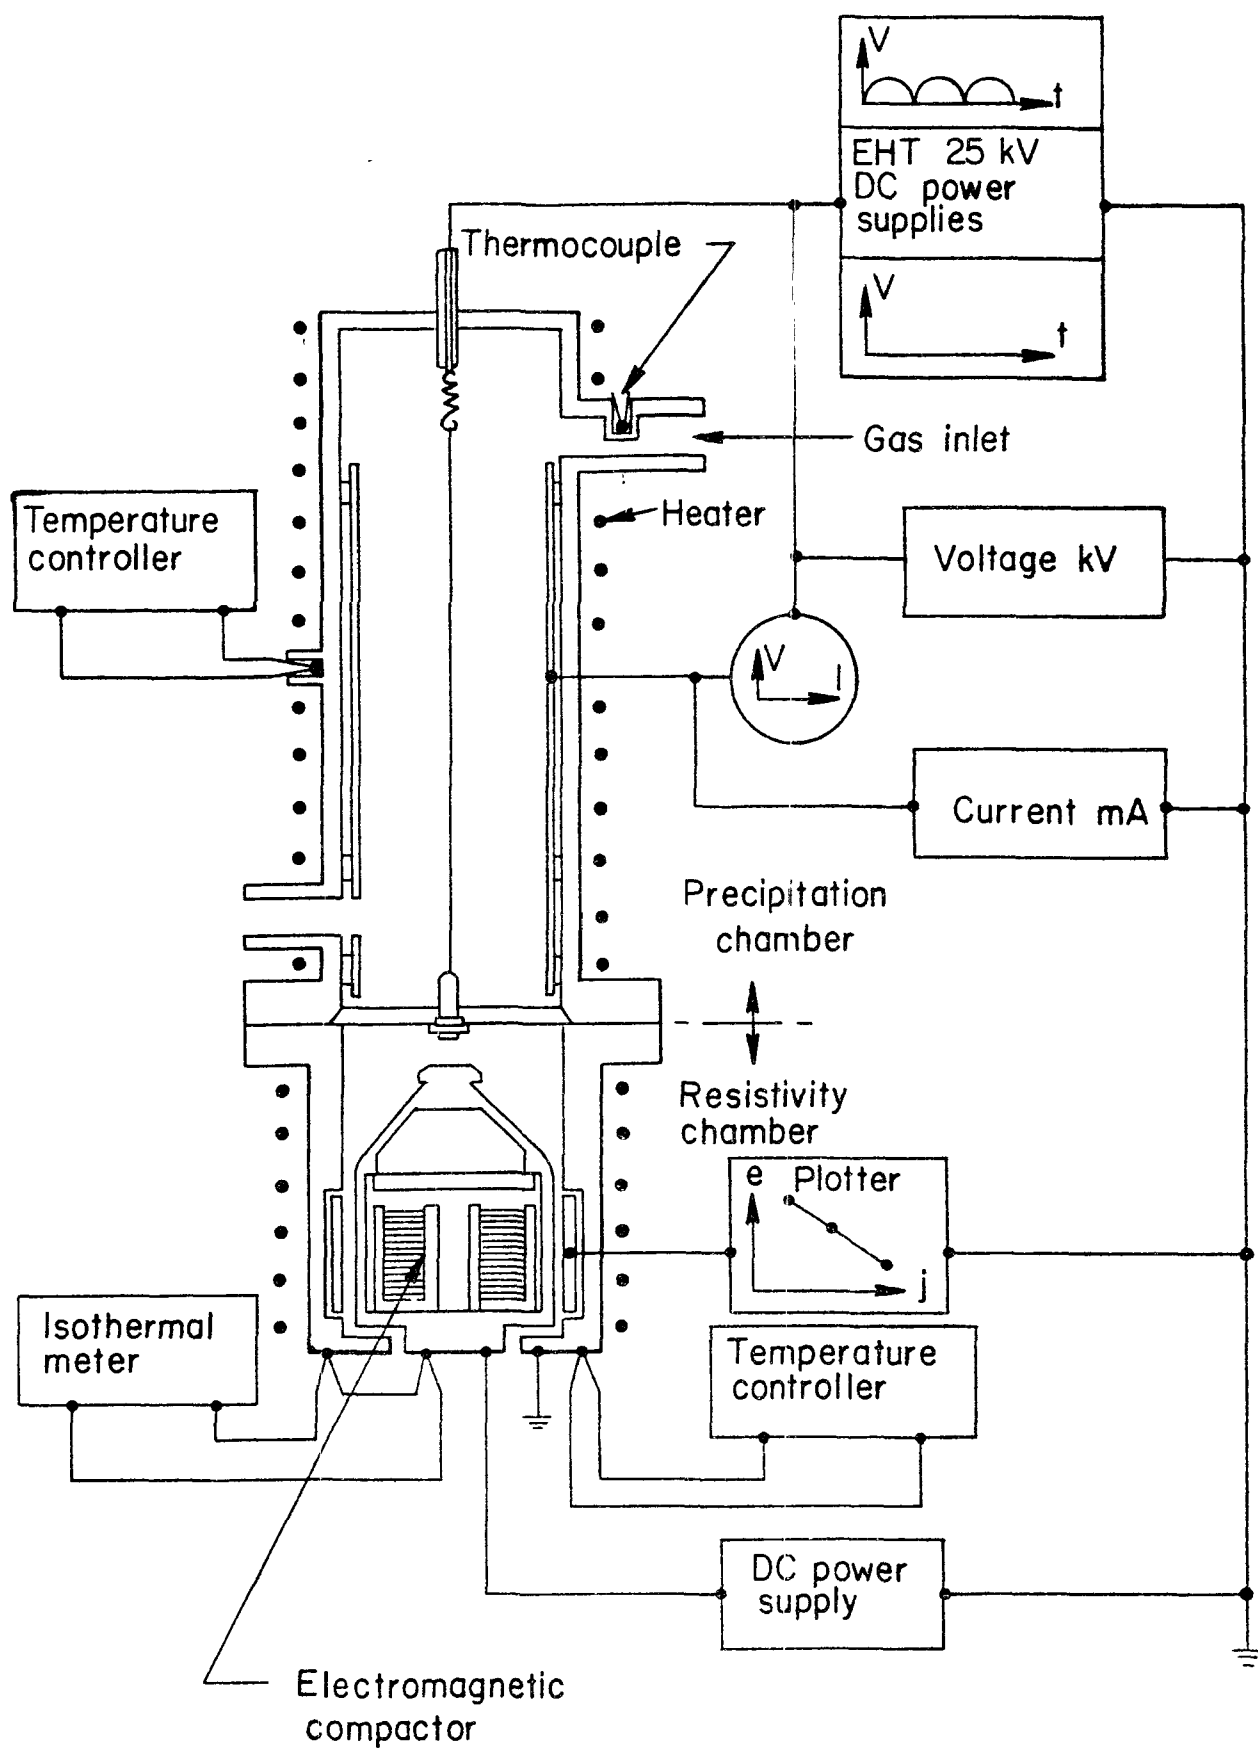 V
t
EHT 25 kV
DC power
supplies
V
t
Thermocouple
Gas inlet
Heater
Temperature
controller
Voltage kV
V
I
Current mA
Precipitation
chamber
Resistivity
chamber
e Plotter
j
Isothermal
meter
Temperature
controller
DC power
supply
Electromagnetic
compactor